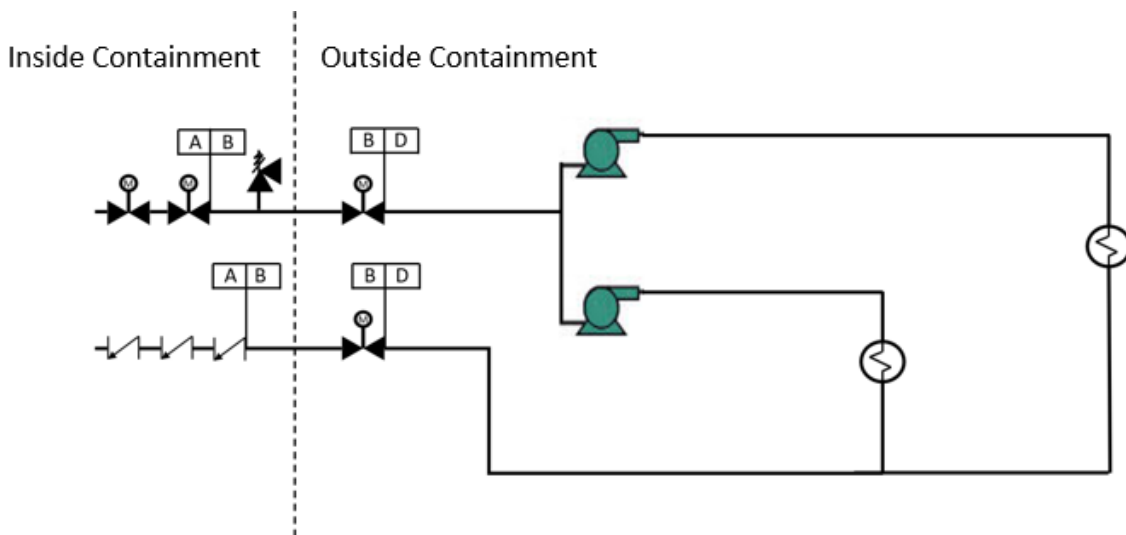 Inside Containment
Outside Containment
A B
B D
M
M
M
A B
B D
M